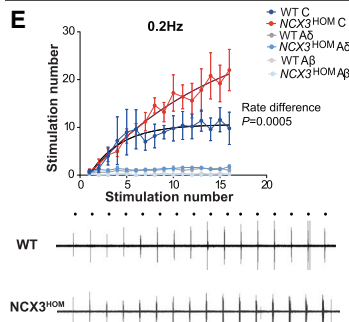 E
0.2Hz
WT C
NCX3HOM C
WT Aδ
NCX3HOM Aδ
WT Aβ
NCX3HOM Aβ
Stimulation number
30
20
10
0
0
5
10
15
20
Stimulation number
Rate difference
P=0.0005
WT
NCX3HOM